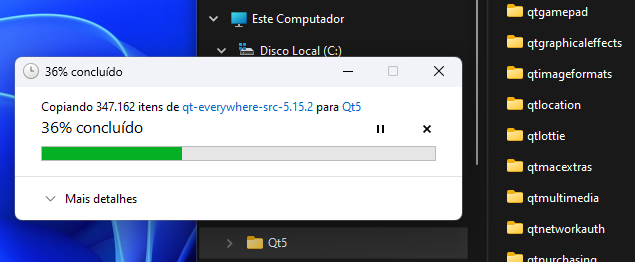 Este Computador
Disco Local (C:)
36% concluído
Copiando 347.162 itens de qt-everywhere-src-5.15.2 para Qt5
36% concluído
Mais detalhes
Qt5
qtgamepad
qtgraphicaleffects
qtimageformats
qtlocation
qtlottie
qtmacextras
qtmultimedia
qtnetworkauth
qtpurchasing